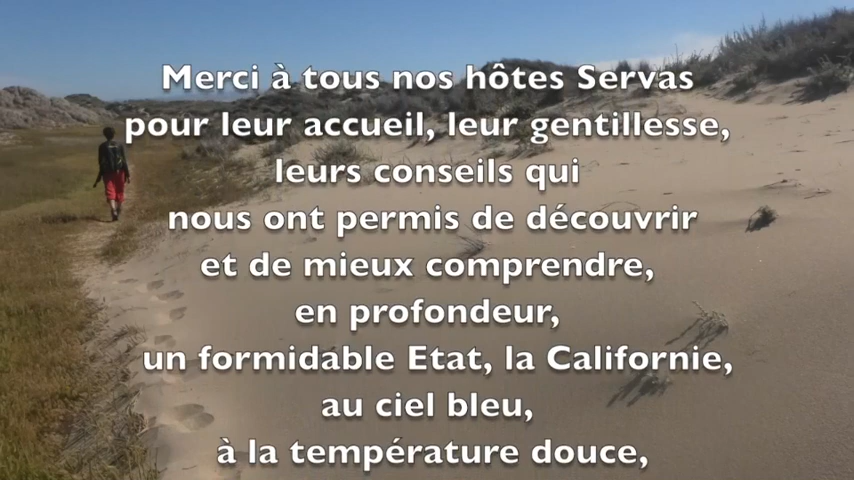 Merci à tous nos hôtes Servas
pour leur accueil, leur gentillesse,
leurs conseils qui
nous ont permis de découvrir
et de mieux comprendre,
en profondeur,
un formidable Etat, la Californie,
au ciel bleu,
à la température douce,